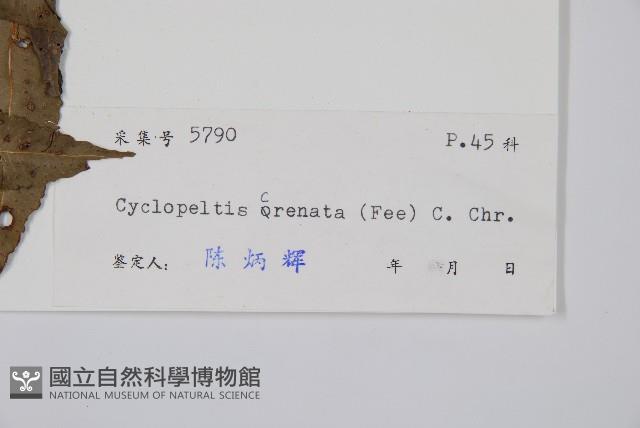 采集号 5790 P.45 科
Cyclopeltis Crenata (Fee) C. Chr.
鉴定人: 陈炳辉 年 月 日
國立自然科學博物館
NATIONAL MUSEUM OF NATURAL SCIENCE